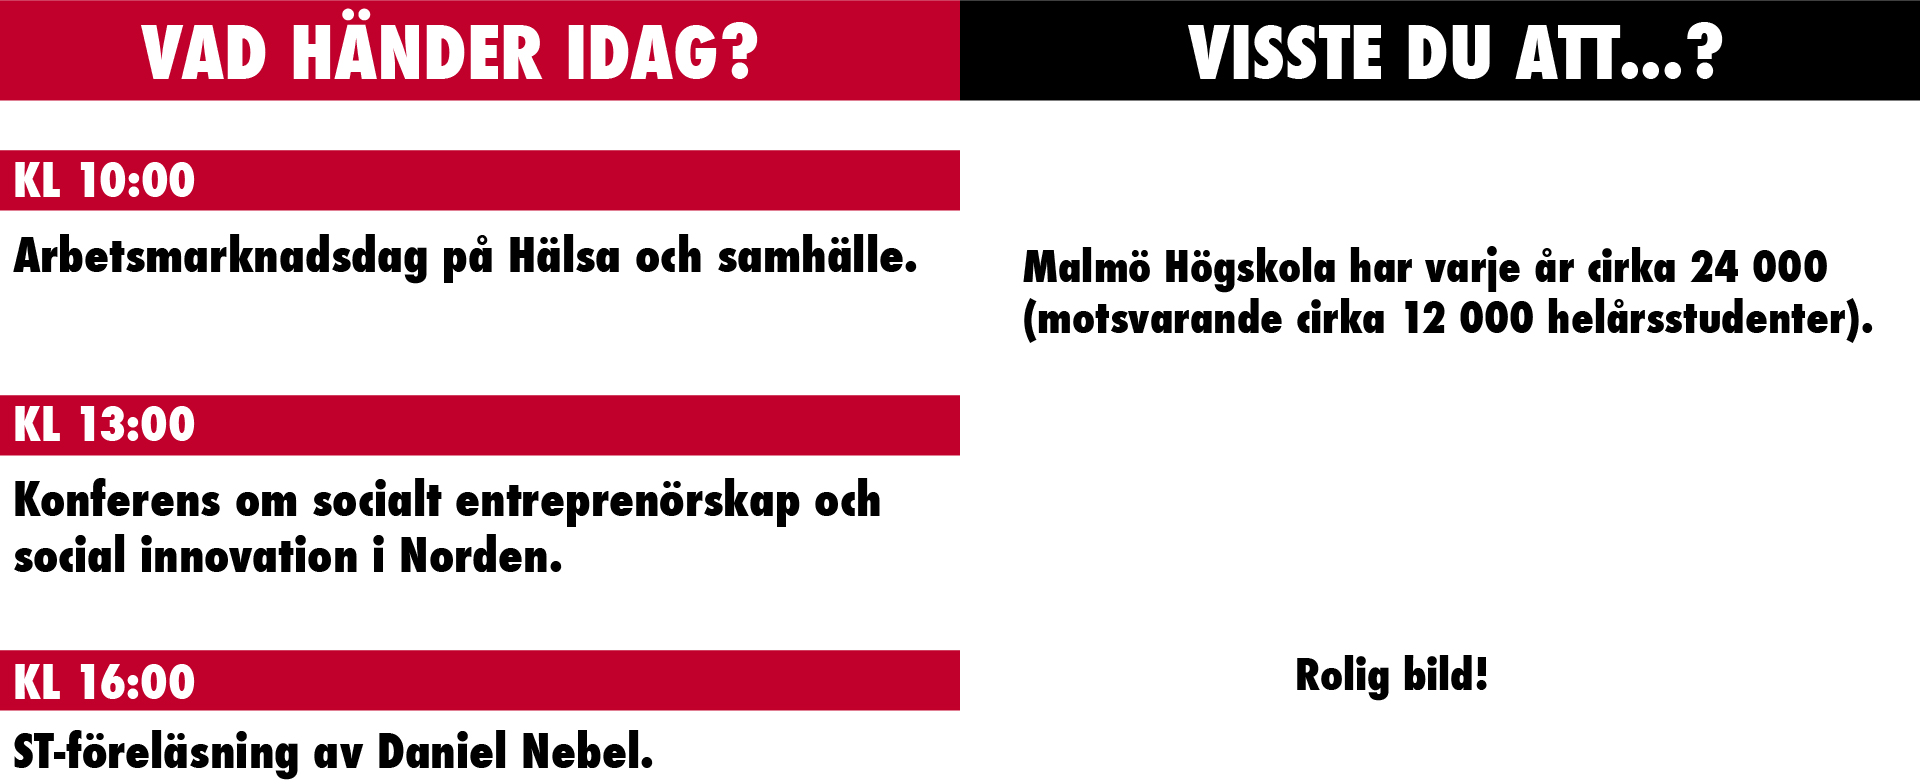 VAD HÄNDER IDAG?
KL 10:00
Arbetsmarknadsdag på Hälsa och samhälle.
KL 13:00
Konferens om socialt entreprenörskap och
social innovation i Norden.
KL 16:00
ST-föreläsning av Daniel Nebel.
VISSTE DU ATT...?
Malmö Högskola har varje år cirka 24 000
(motsvarande cirka 12 000 helårsstudenter).
Rolig bild!